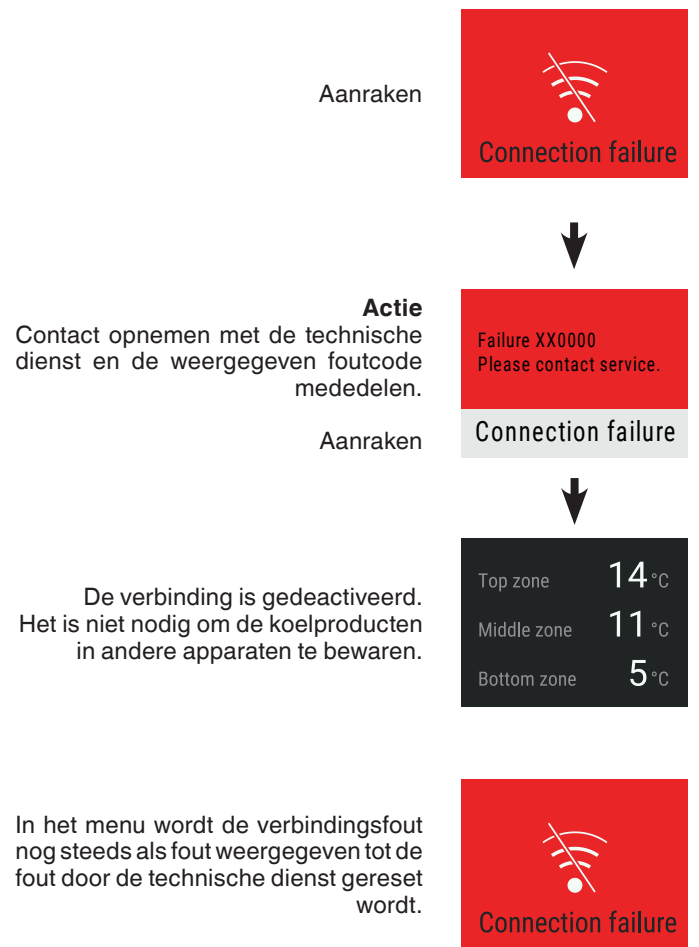 Aanraken
Connection failure
Actie
Contact opnemen met de technische
dienst en de weergegeven foutcode
mededelen.
Failure XX0000
Please contact service.
Aanraken
Connection failure
De verbinding is gedeactiveerd.
Het is niet nodig om de koelproducten
in andere apparaten te bewaren.
Top zone 14 °C
Middle zone 11 °C
Bottom zone 5 °C
In het menu wordt de verbindingsfout
nog steeds als fout weergegeven tot de
fout door de technische dienst gereset
wordt.
Connection failure